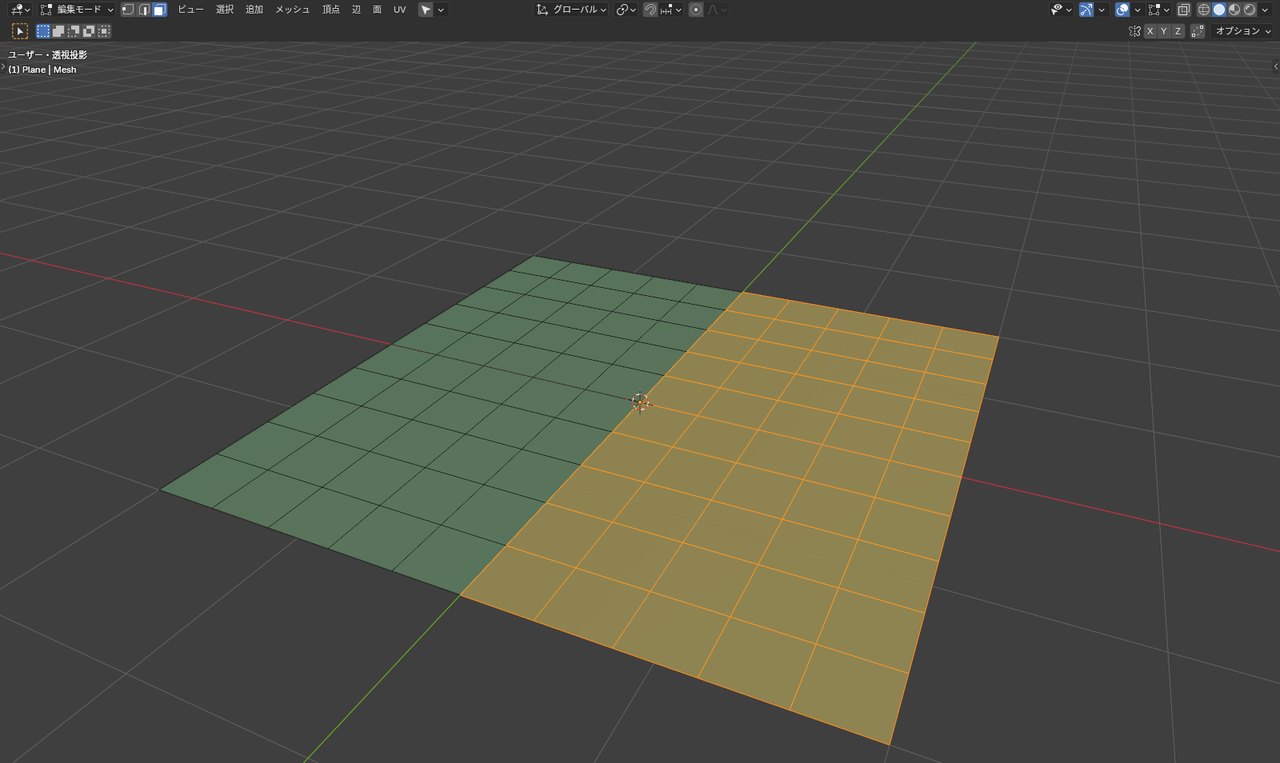 編集モード ビュー 選択 追加 メッシュ 頂点 辺 面 UV グローバル
X Y Z オプション
ユーザー・透視投影
(1) Plane | Mesh